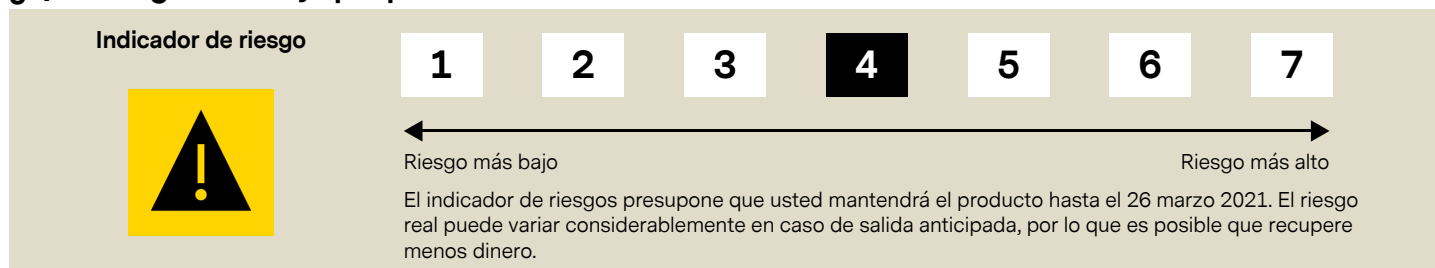 Indicador de riesgo
1 2 3 4 5 6 7
Riesgo más bajo Riesgo más alto
El indicador de riesgos presupone que usted mantendrá el producto hasta el 26 marzo 2021. El riesgo
real puede variar considerablemente en caso de salida anticipada, por lo que es posible que recupere
menos dinero.